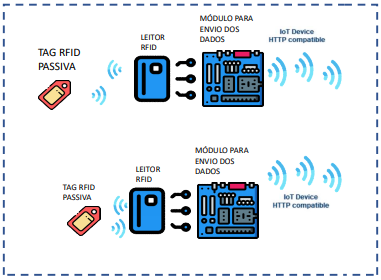 MÓDULO PARA
ENVIO DOS
DADOS
IoT Device
HTTP compatible
LEITOR
RFID
TAG RFID
PASSIVA
MÓDULO PARA
ENVIO DOS
DADOS
LEITOR
RFID
IoT Device
HTTP compatible
TAG RFID
PASSIVA